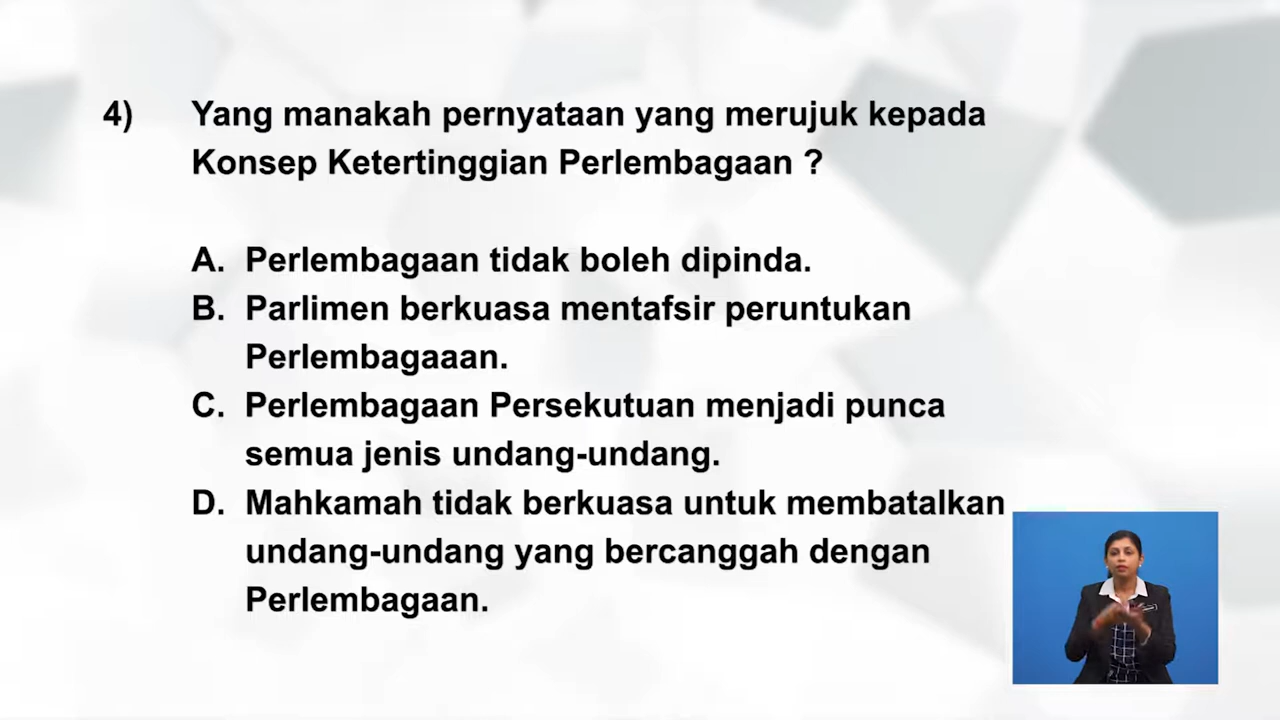 4) Yang manakah pernyataan yang merujuk kepada
Konsep Ketertinggian Perlembagaan ?
A. Perlembagaan tidak boleh dipinda.
B. Parlimen berkuasa mentafsir peruntukan
Perlembagaaan.
C. Perlembagaan Persekutuan menjadi punca
semua jenis undang-undang.
D. Mahkamah tidak berkuasa untuk membatalkan
undang-undang yang bercanggah dengan
Perlembagaan.